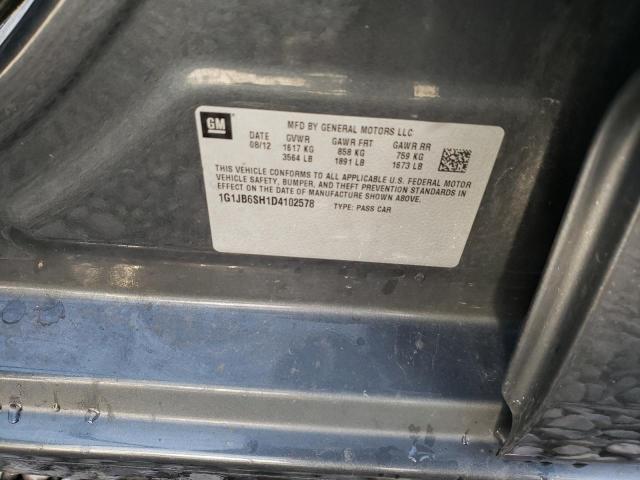 GM
MFD BY GENERAL MOTORS LLC
DATE GVWR GAWR FRT GAWR RR
08/12 1617 KG 858 KG 759 KG
3564 LB 1891 LB 1673 LB
THIS VEHICLE CONFORMS TO ALL APPLICABLE U.S. FEDERAL MOTOR
VEHICLE SAFETY, BUMPER, AND THEFT PREVENTION STANDARDS IN
EFFECT ON THE DATE OF MANUFACTURE SHOWN ABOVE.
1G1JB6SH1D4102578 TYPE: PASS CAR